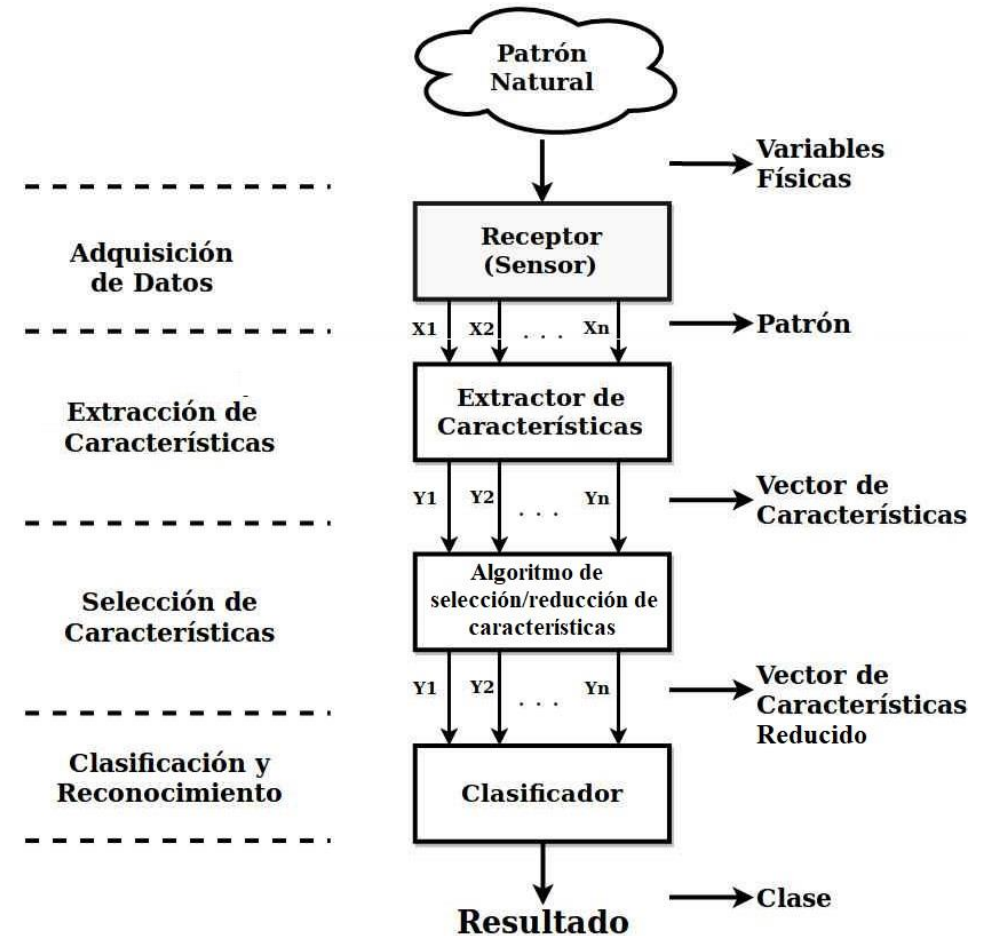 Patrón
Natural
Variables
Físicas
Adquisición
de Datos
Receptor
(Sensor)
X1 X2 . . . Xn
Patrón
Extracción de
Características
Extractor de
Características
Y1 Y2 . . . Yn
Vector de
Características
Selección de
Características
Algoritmo de
selección/reducción de
características
Y1 Y2 . . . Yn
Vector de
Características
Reducido
Clasificación y
Reconocimiento
Clasificador
Clase
Resultado